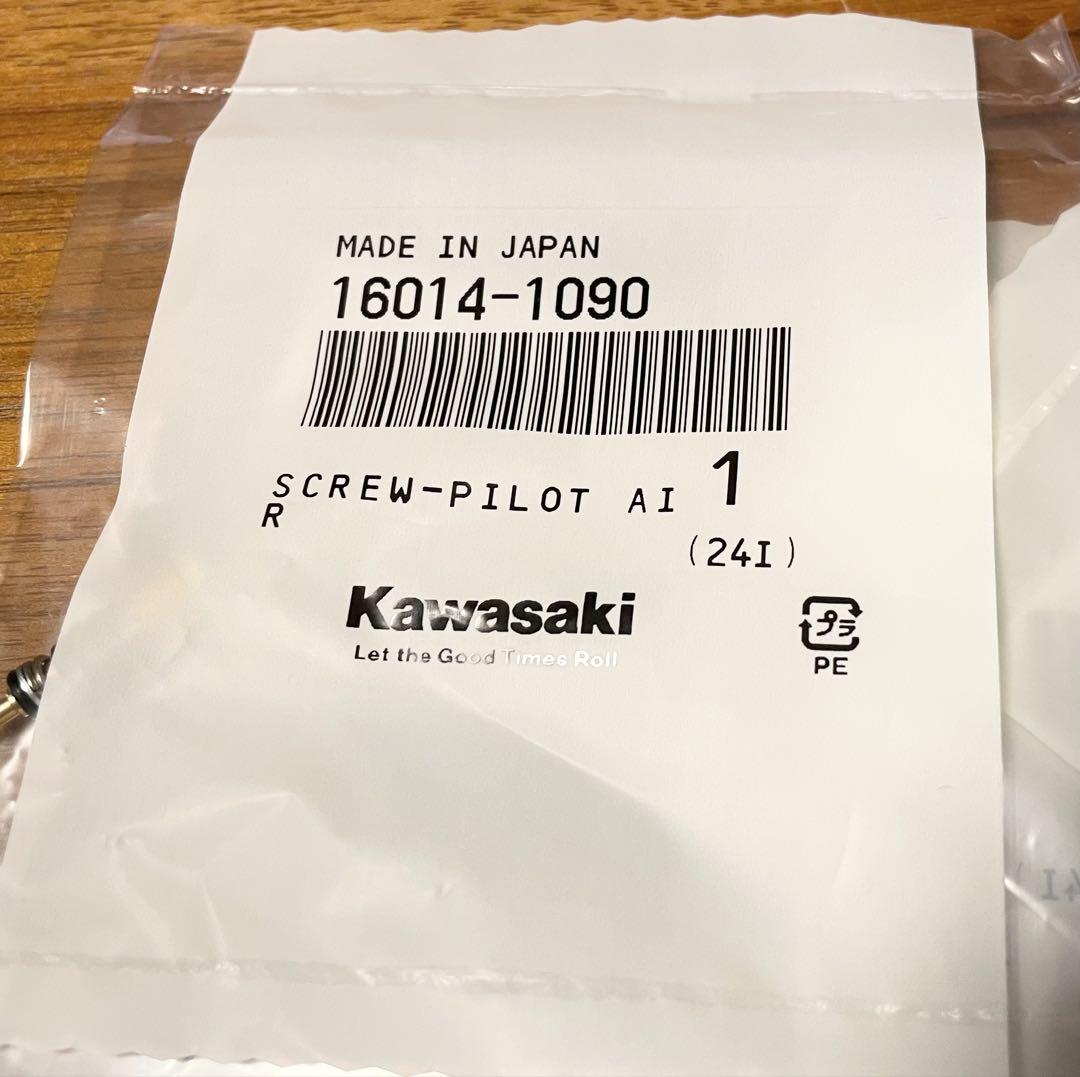 MADE IN JAPAN
16014-1090
SCREW-PILOT AI 1
R
(24I)
Kawasaki
Let the Good Times Roll
プラ
PE